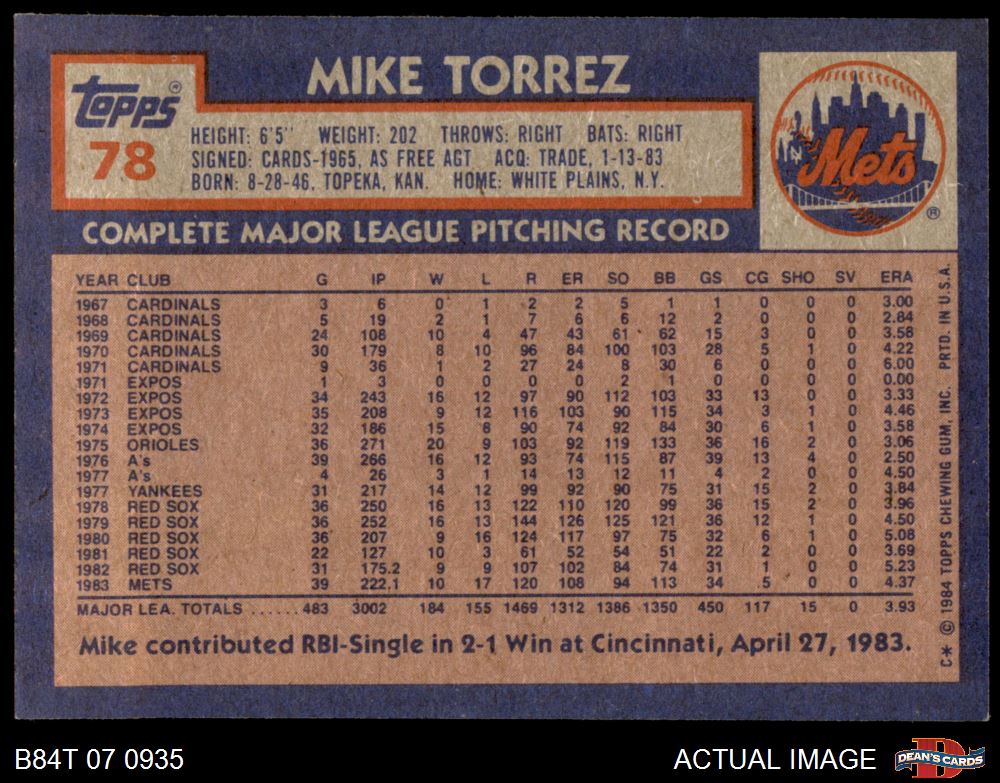 MIKE TORREZ
topps®
78
HEIGHT: 6'5" WEIGHT: 202 THROWS: RIGHT BATS: RIGHT
SIGNED: CARDS-1965, AS FREE AGT ACQ: TRADE, 1-13-83
BORN: 8-28-46, TOPEKA, KAN. HOME: WHITE PLAINS, N.Y.
NY
Mets
®
COMPLETE MAJOR LEAGUE PITCHING RECORD
YEAR CLUB G IP W L R ER SO BB GS CG SHO SV ERA
1967 CARDINALS 3 6 0 1 2 2 5 1 1 0 0 0 3.00
1968 CARDINALS 5 19 2 1 7 6 6 12 2 0 0 0 2.84
1969 CARDINALS 24 108 10 4 47 43 61 62 15 3 0 0 3.58
1970 CARDINALS 30 179 8 10 96 84 100 103 28 5 1 0 4.22
1971 CARDINALS 9 36 1 2 27 24 8 30 6 0 0 0 6.00
1971 EXPOS 1 3 0 0 0 0 2 1 0 0 0 0 0.00
1972 EXPOS 34 243 16 12 97 90 112 103 33 13 0 0 3.33
1973 EXPOS 35 208 9 12 116 103 90 115 34 3 1 0 4.46
1974 EXPOS 32 186 15 8 90 74 92 84 30 6 1 0 3.58
1975 ORIOLES 36 271 20 9 103 92 119 133 36 16 2 0 3.06
1976 A's 39 266 16 12 93 74 115 87 39 13 4 0 2.50
1977 A's 4 26 3 1 14 13 12 11 4 2 0 0 4.50
1977 YANKEES 31 217 14 12 99 92 90 75 31 15 2 0 3.84
1978 RED SOX 36 250 16 13 122 110 120 99 36 15 2 0 3.96
1979 RED SOX 36 252 16 13 144 126 125 121 36 12 1 0 4.50
1980 RED SOX 36 207 9 16 124 117 97 75 32 6 1 0 5.08
1981 RED SOX 22 127 10 3 61 52 54 51 22 2 0 0 3.69
1982 RED SOX 31 175.2 9 9 107 102 84 74 31 1 0 0 5.23
1983 METS 39 222.1 10 17 120 108 94 113 34 5 0 0 4.37
MAJOR LEA. TOTALS ...... 483 3002 184 155 1469 1312 1386 1350 450 117 15 0 3.93
Mike contributed RBI-Single in 2-1 Win at Cincinnati, April 27, 1983.
C* © 1984 TOPPS CHEWING GUM, INC. PRTD. IN U.S.A.
B84T 07 0935
ACTUAL IMAGE
D
DEAN'S CARDS